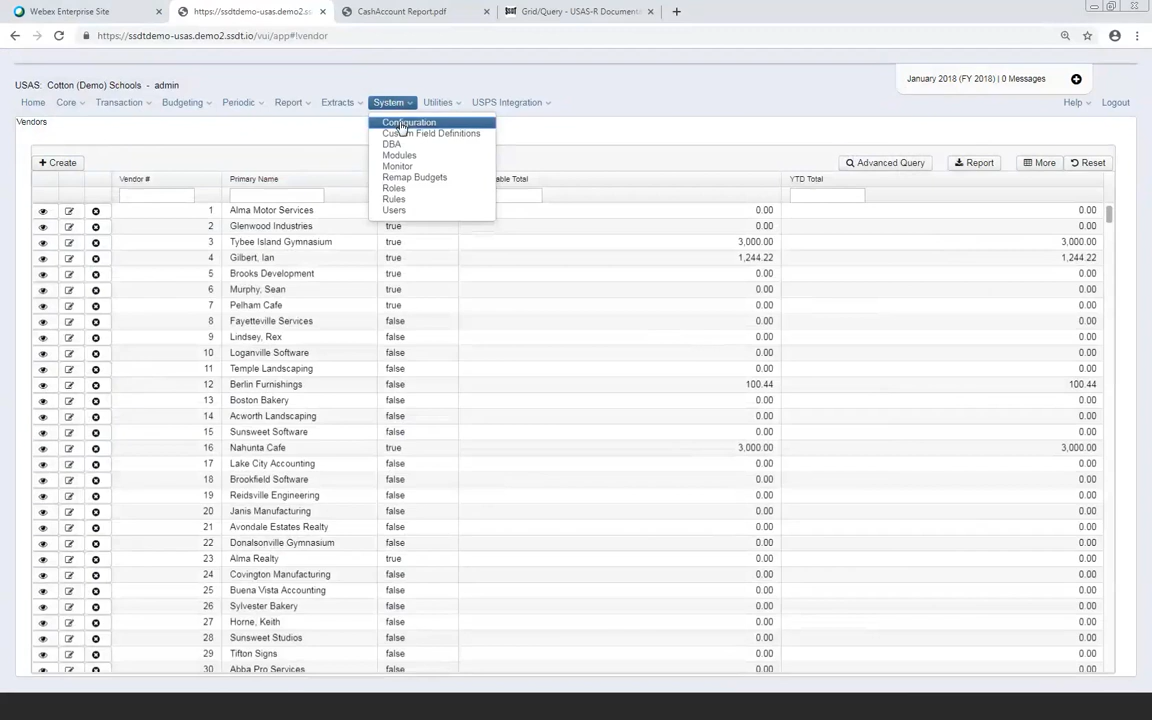 Webex Enterprise Site
https://ssdtdemo-usas.demo2.ss
CashAccount Report.pdf
Grid/Query - USAS-R Documenta
https://ssdtdemo-usas.demo2.ssdt.io/vui/app#!vendor
USAS: Cotton (Demo) Schools - admin
January 2018 (FY 2018) | 0 Messages
Home Core Transaction Budgeting Periodic Report Extracts System Utilities USPS Integration Help Logout
Vendors
Configuration
Custom Field Definitions
DBA
Modules
Monitor
Remap Budgets
Roles
Rules
Users
+ Create Advanced Query Report More Reset
Vendor # Primary Name able Total YTD Total
1 Alma Motor Services 0.00 0.00
2 Glenwood Industries true 0.00 0.00
3 Tybee Island Gymnasium true 3,000.00 3,000.00
4 Gilbert, Ian true 1,244.22 1,244.22
5 Brooks Development true 0.00 0.00
6 Murphy, Sean true 0.00 0.00
7 Pelham Cafe true 0.00 0.00
8 Fayetteville Services false 0.00 0.00
9 Lindsey, Rex false 0.00 0.00
10 Loganville Software false 0.00 0.00
11 Temple Landscaping false 0.00 0.00
12 Berlin Furnishings false 100.44 100.44
13 Boston Bakery false 0.00 0.00
14 Acworth Landscaping false 0.00 0.00
15 Sunsweet Software false 0.00 0.00
16 Nahunta Cafe true 3,000.00 3,000.00
17 Lake City Accounting false 0.00 0.00
18 Brookfield Software false 0.00 0.00
19 Reidsville Engineering false 0.00 0.00
20 Janis Manufacturing false 0.00 0.00
21 Avondale Estates Realty false 0.00 0.00
22 Donalsonville Gymnasium false 0.00 0.00
23 Alma Realty true 0.00 0.00
24 Covington Manufacturing false 0.00 0.00
25 Buena Vista Accounting false 0.00 0.00
26 Sylvester Bakery false 0.00 0.00
27 Horne, Keith false 0.00 0.00
28 Sunsweet Studios false 0.00 0.00
29 Tifton Signs false 0.00 0.00
30 Abba Pro Services false 0.00 0.00